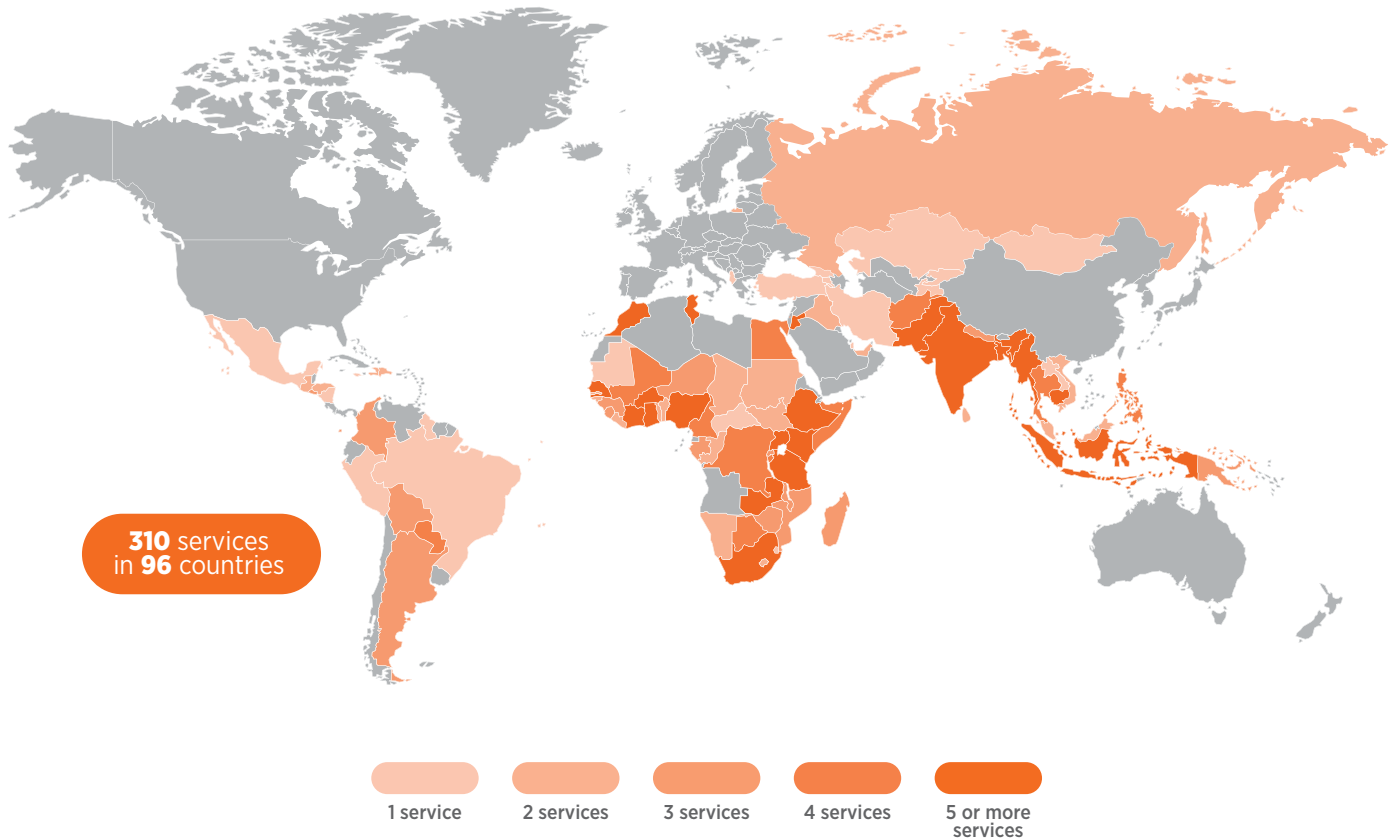 310 services
in 96 countries
1 service
2 services
3 services
4 services
5 or more
services